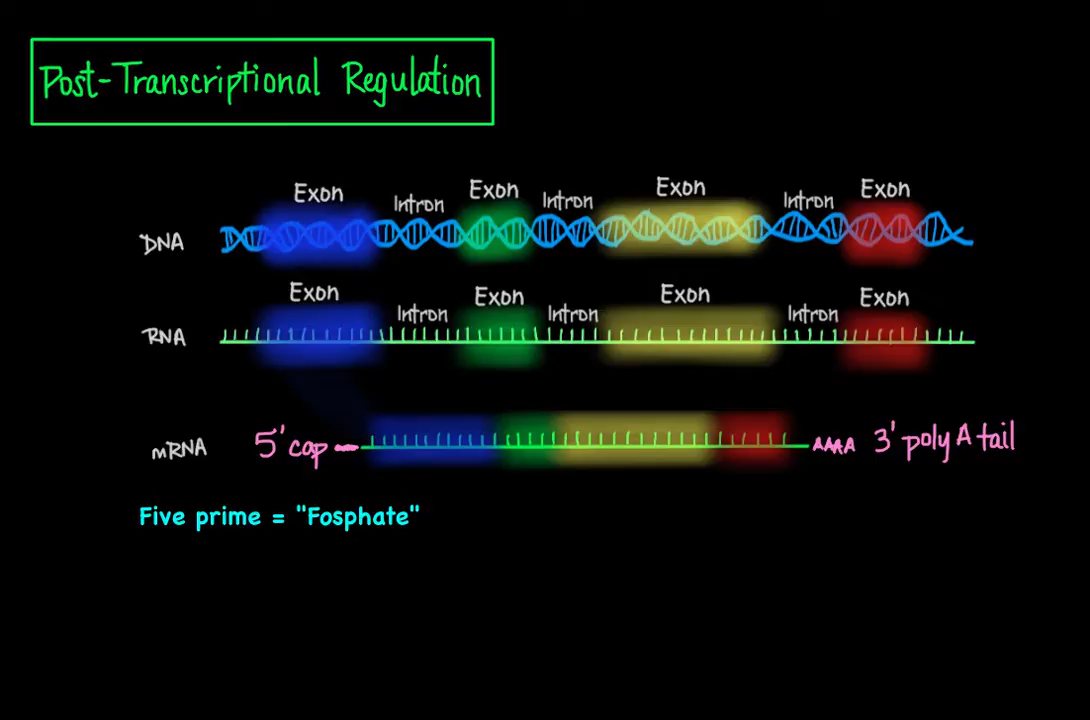 Post-Transcriptional Regulation
Exon Intron Exon Intron Exon Intron Exon
DNA
Exon Intron Exon Intron Exon Intron Exon
RNA
mRNA 5' cap AAAA 3' poly A tail
Five prime = "Fosphate"